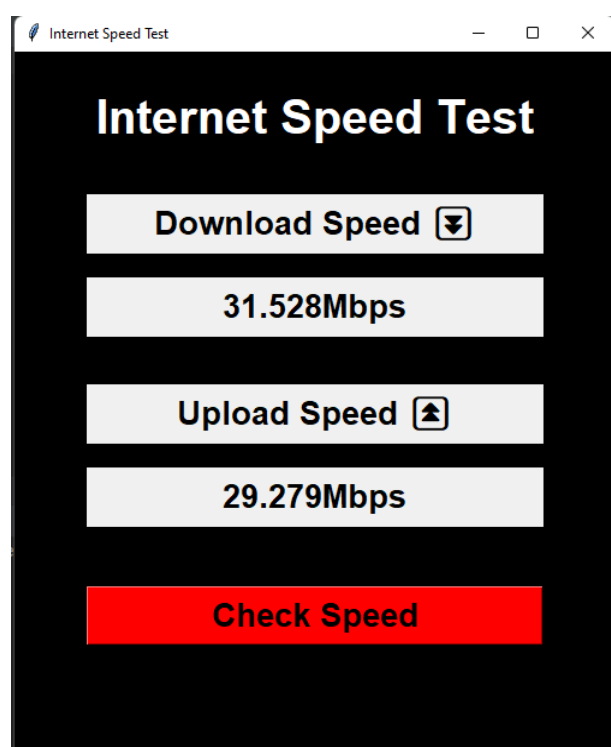 Internet Speed Test
Internet Speed Test
Download Speed ⏬
31.528Mbps
Upload Speed ⏫
29.279Mbps
Check Speed